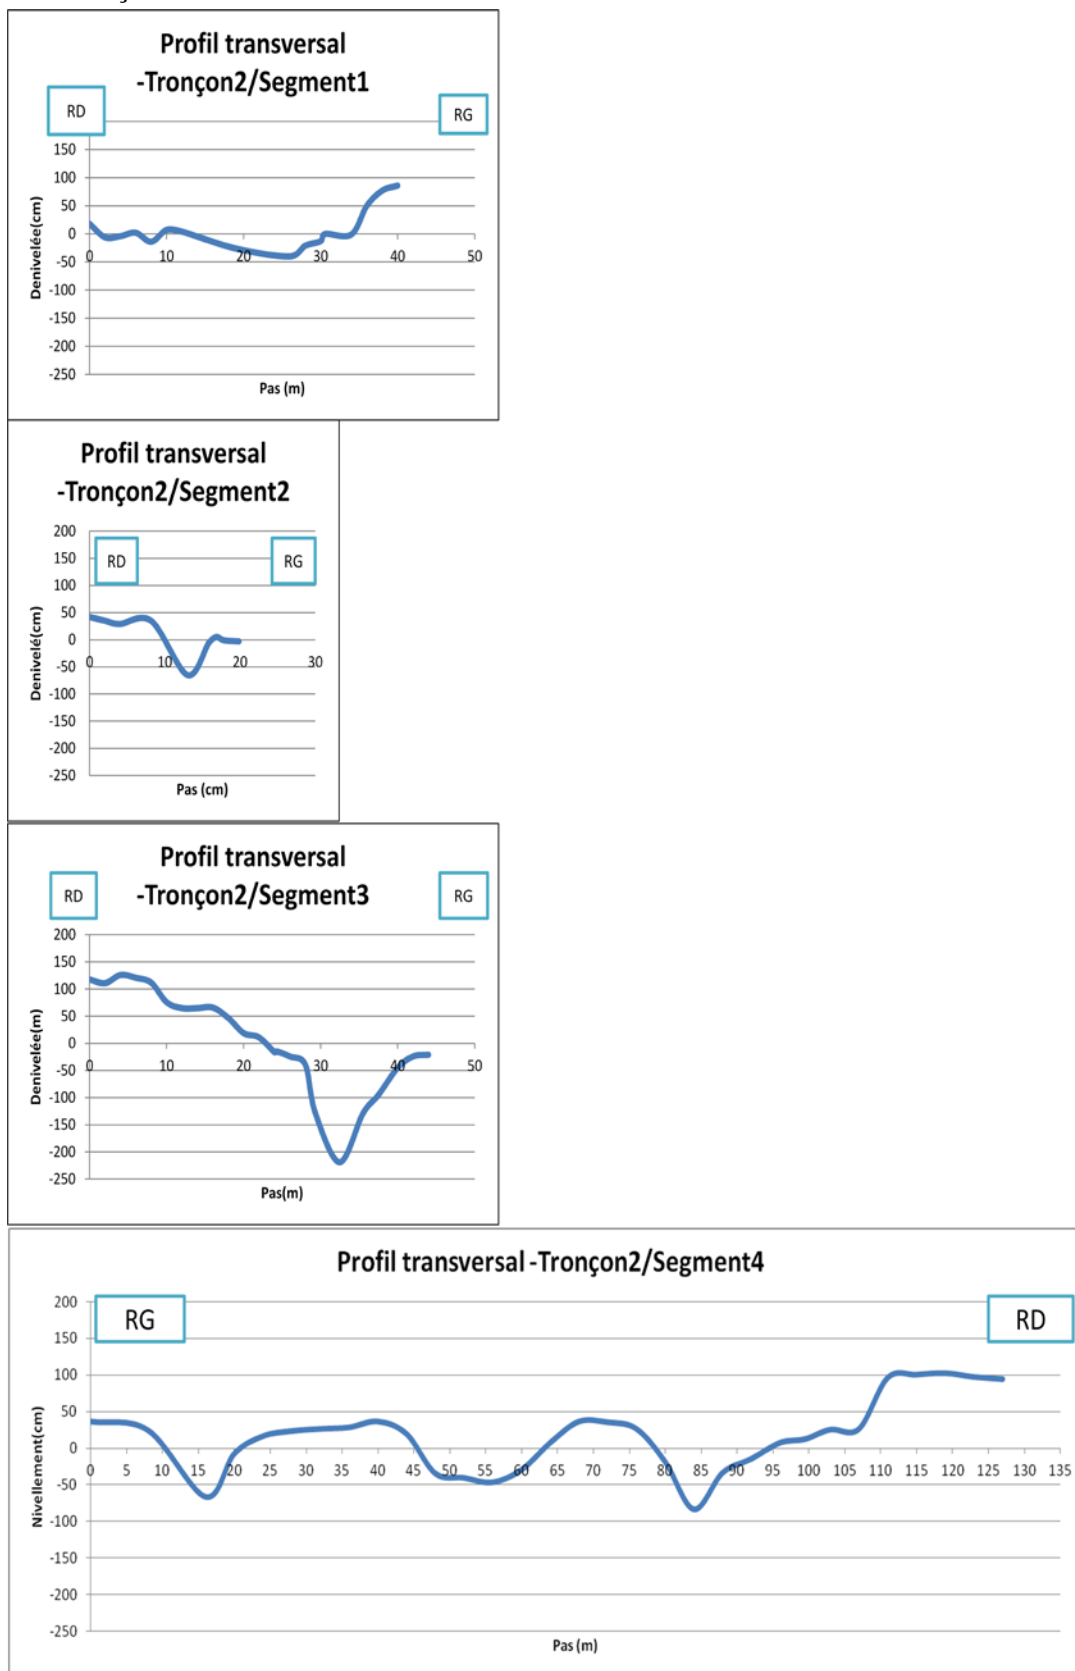 Profil transversal
-Tronçon2/Segment1
RD
RG
150
100
50
0
-50
-100
-150
-200
-250
0 10 20 30 40 50
Denivelée(cm)
Pas (m)
Profil transversal
-Tronçon2/Segment2
200
150
100
50
0
-50
-100
-150
-200
-250
RD
RG
0 10 20 30
Denivelé(cm)
Pas (cm)
Profil transversal
-Tronçon2/Segment3
RD
RG
200
150
100
50
0
-50
-100
-150
-200
-250
0 10 20 30 40 50
Denivelée(m)
Pas(m)
Profil transversal -Tronçon2/Segment4
RG
RD
200
150
100
50
0
-50
-100
-150
-200
-250
0 5 10 15 20 25 30 35 40 45 50 55 60 65 70 75 80 85 90 95 100 105 110 115 120 125 130 135
Nivellement(cm)
Pas (m)